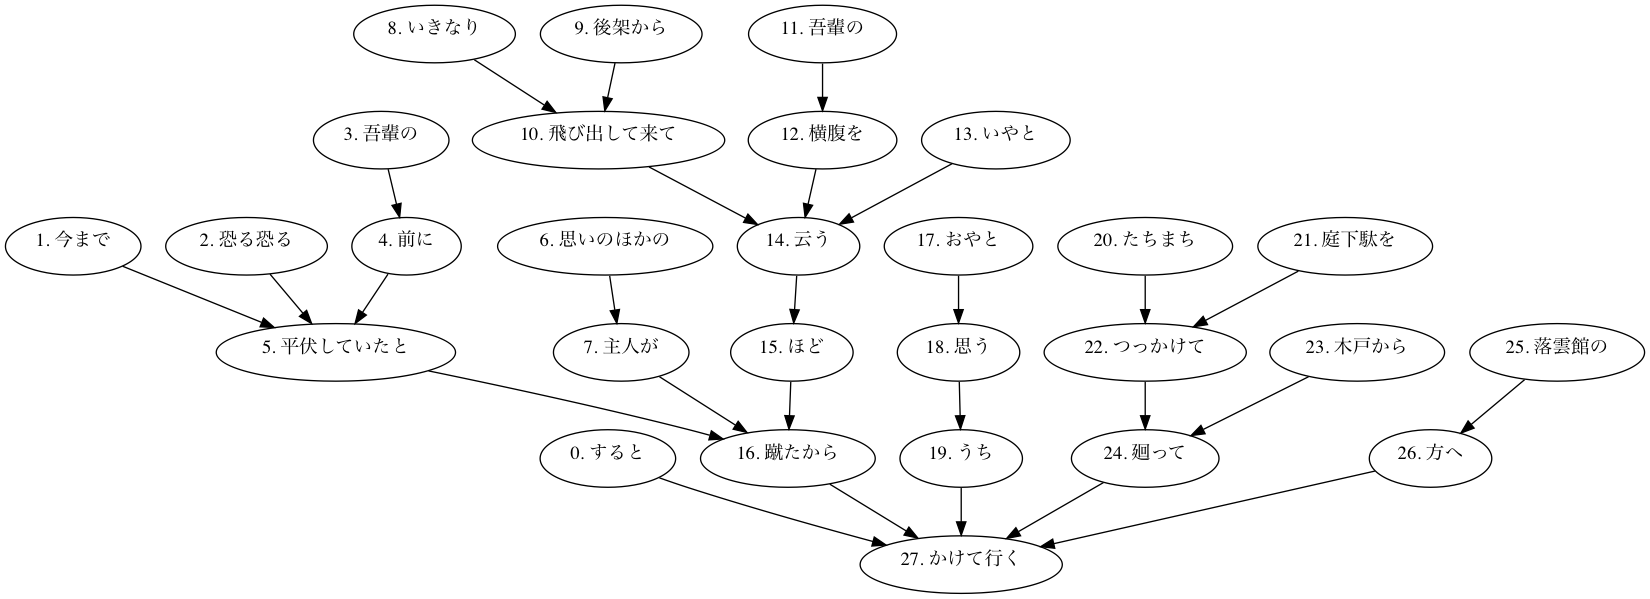 8. いきなり
9. 後架から
11. 吾輩の
3. 吾輩の
10. 飛び出して来て
12. 横腹を
13. いやと
1. 今まで
2. 恐る恐る
4. 前に
6. 思いのほかの
14. 云う
17. おやと
20. たちまち
21. 庭下駄を
5. 平伏していたと
7. 主人が
15. ほど
18. 思う
22. つっかけて
23. 木戸から
25. 落雲館の
0. すると
16. 蹴たから
19. うち
24. 廻って
26. 方へ
27. かけて行く